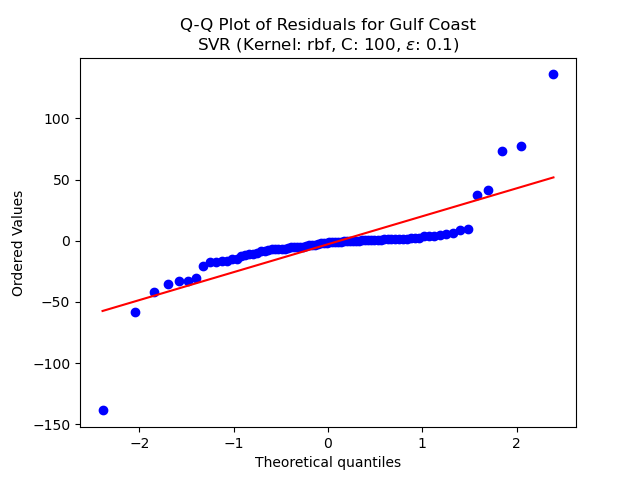 Q-Q Plot of Residuals for Gulf Coast
SVR (Kernel: rbf, C: 100, ε: 0.1)
Ordered Values
100
50
0
−50
−100
−150
−2
−1
0
1
2
Theoretical quantiles